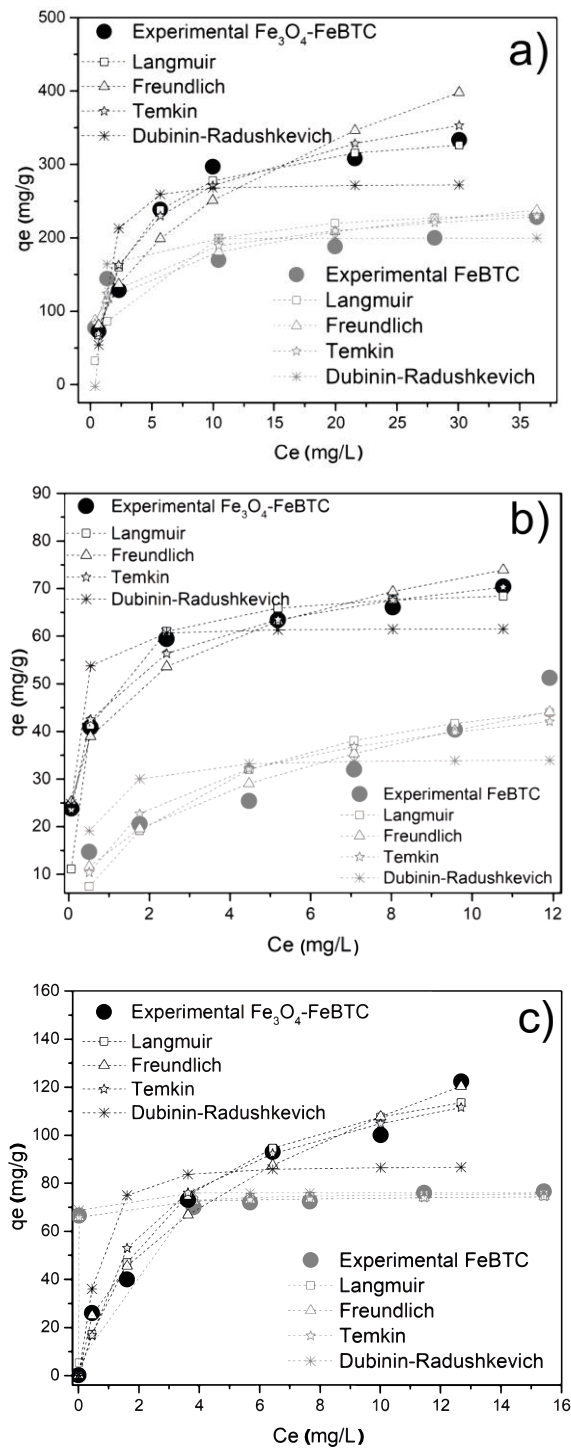 a)
Experimental Fe₃O₄-FeBTC
Langmuir
Freundlich
Temkin
Dubinin-Radushkevich
Experimental FeBTC
Langmuir
Freundlich
Temkin
Dubinin-Radushkevich
500
400
300
200
100
0
qe (mg/g)
0 5 10 15 20 25 30 35
Ce (mg/L)
b)
Experimental Fe₃O₄-FeBTC
Langmuir
Freundlich
Temkin
Dubinin-Radushkevich
Experimental FeBTC
Langmuir
Freundlich
Temkin
Dubinin-Radushkevich
90
80
70
60
50
40
30
20
10
qe (mg/g)
0 2 4 6 8 10 12
Ce (mg/L)
c)
Experimental Fe₃O₄-FeBTC
Langmuir
Freundlich
Temkin
Dubinin-Radushkevich
Experimental FeBTC
Langmuir
Freundlich
Temkin
Dubinin-Radushkevich
160
140
120
100
80
60
40
20
0
qe (mg/g)
0 2 4 6 8 10 12 14 16
Ce (mg/L)